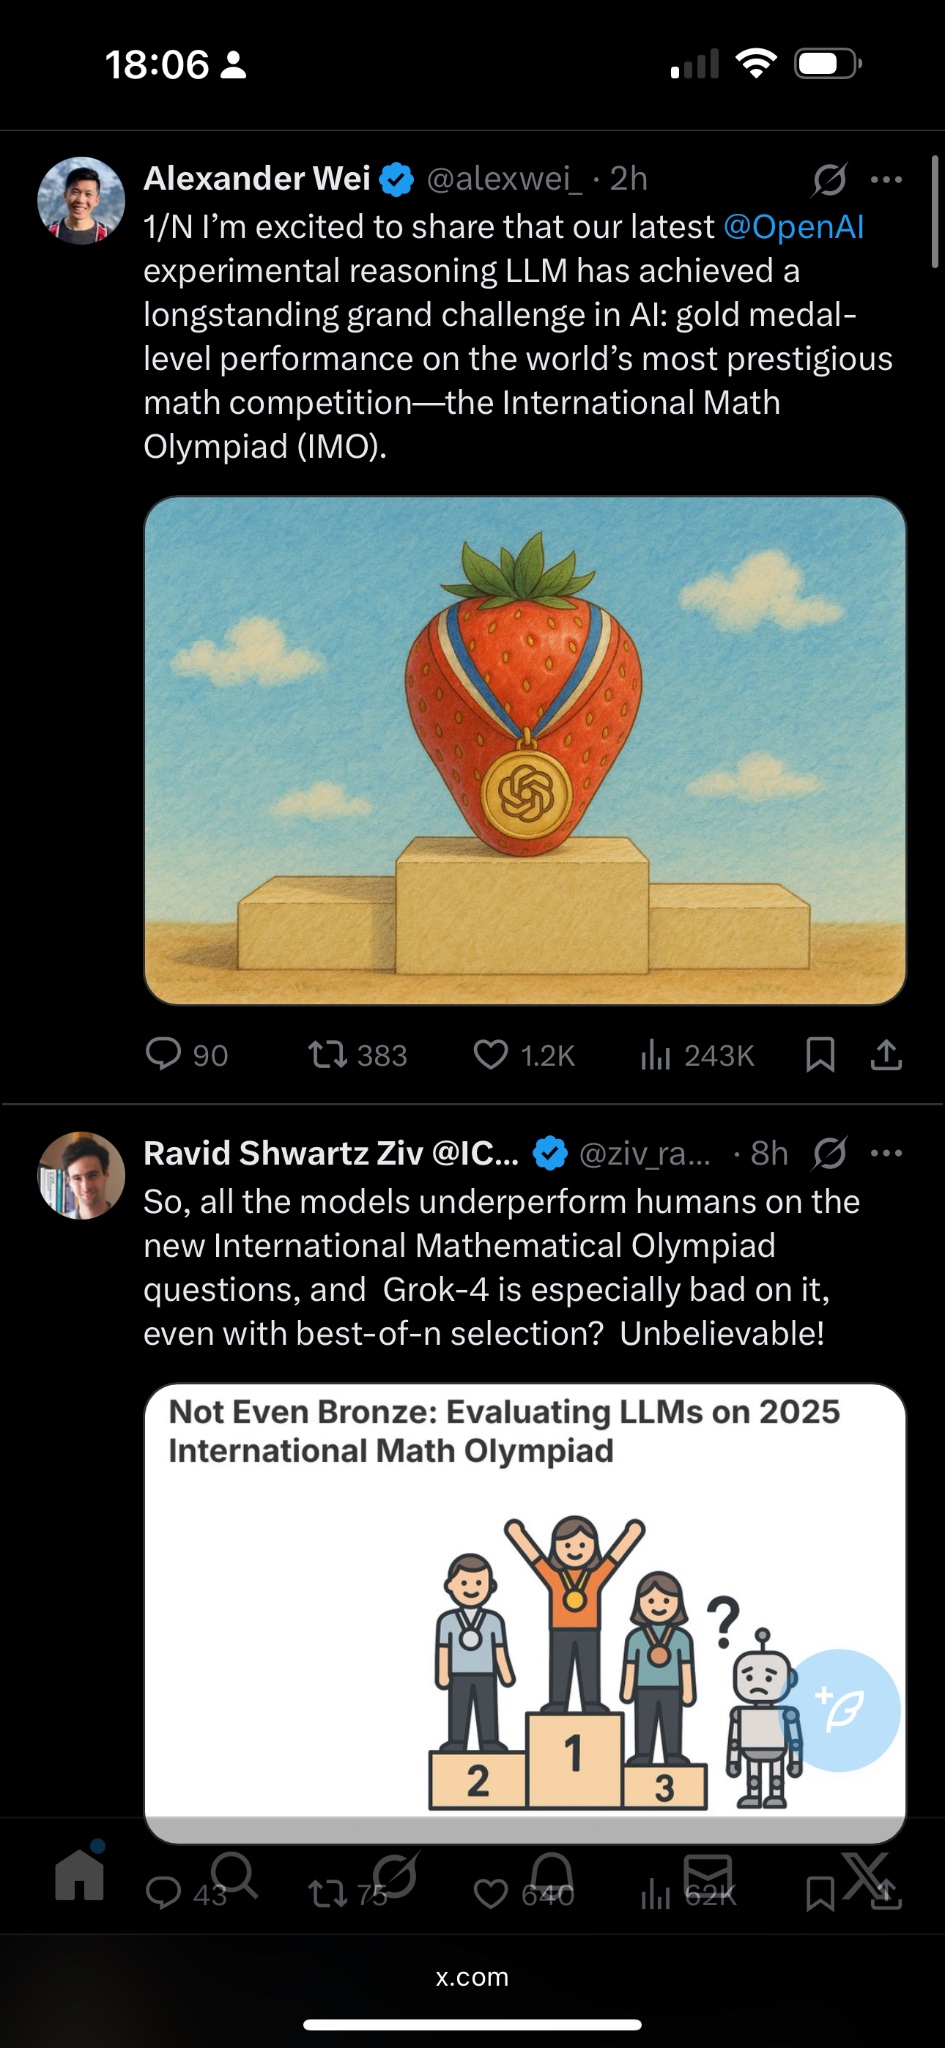 18:06
Alexander Wei @alexwei_ · 2h
1/N I’m excited to share that our latest @OpenAI
experimental reasoning LLM has achieved a
longstanding grand challenge in AI: gold medal-
level performance on the world’s most prestigious
math competition—the International Math
Olympiad (IMO).
90 383 1.2K 243K
Ravid Shwartz Ziv @IC... @ziv_ra... · 8h
So, all the models underperform humans on the
new International Mathematical Olympiad
questions, and  Grok-4 is especially bad on it,
even with best-of-n selection?  Unbelievable!
Not Even Bronze: Evaluating LLMs on 2025
International Math Olympiad
?
1
2
3
43 75 640 62K
x.com